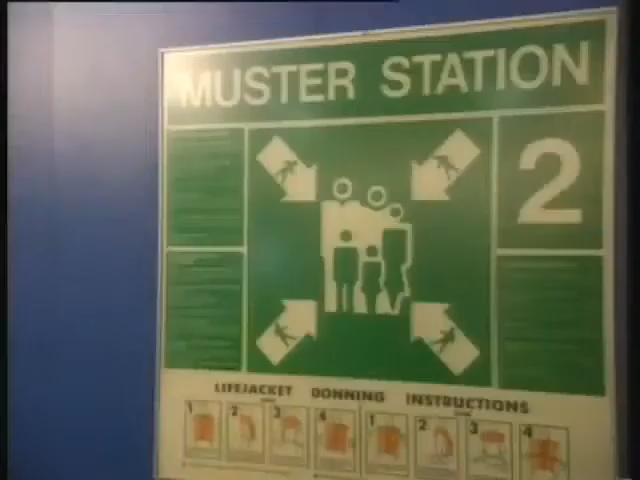 MUSTER STATION
2
LIFEJACKET DONNING INSTRUCTIONS
1 2 3 4 1 2 3 4